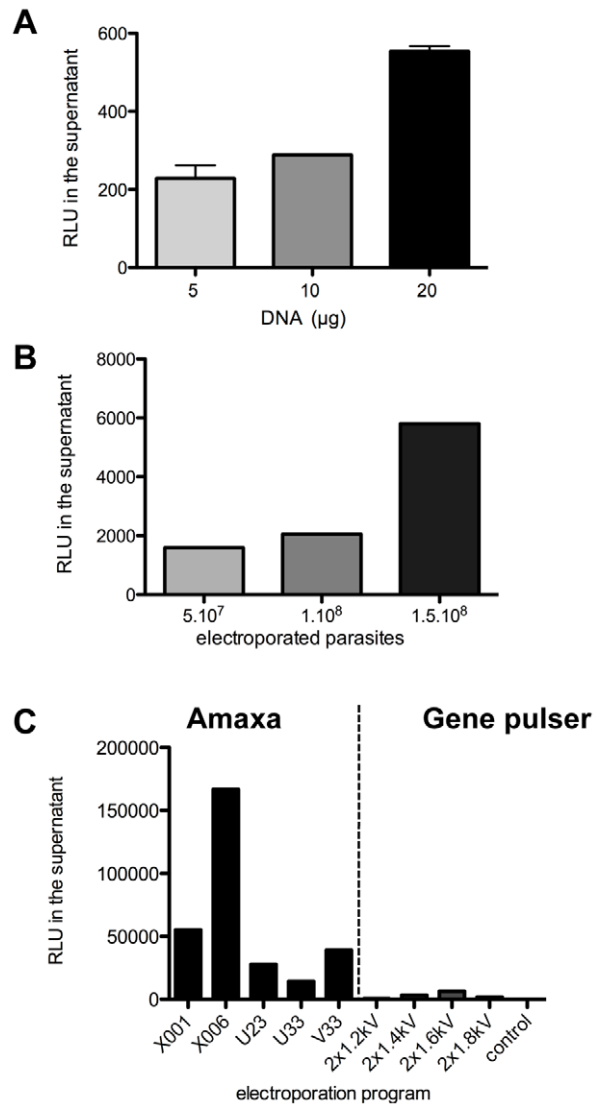 A
RLU in the supernatant
600
400
200
0
5 10 20
DNA (µg)
B
RLU in the supernatant
8000
6000
4000
2000
0
5.10⁷ 1.10⁸ 1.5.10⁸
electroporated parasites
C
Amaxa Gene pulser
RLU in the supernatant
200000
150000
100000
50000
0
X001 X006 U23 U33 V33 2x1.2kV 2x1.4kV 2x1.6kV 2x1.8kV control
electroporation program